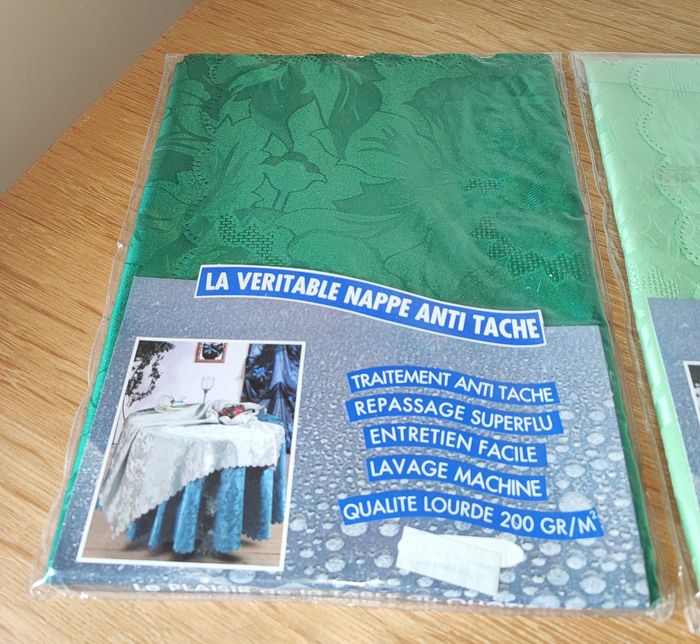 LA VERITABLE NAPPE ANTI TACHE
TRAITEMENT ANTI TACHE
REPASSAGE SUPERFLU
ENTRETIEN FACILE
LAVAGE MACHINE
QUALITE LOURDE 200 GR/M²